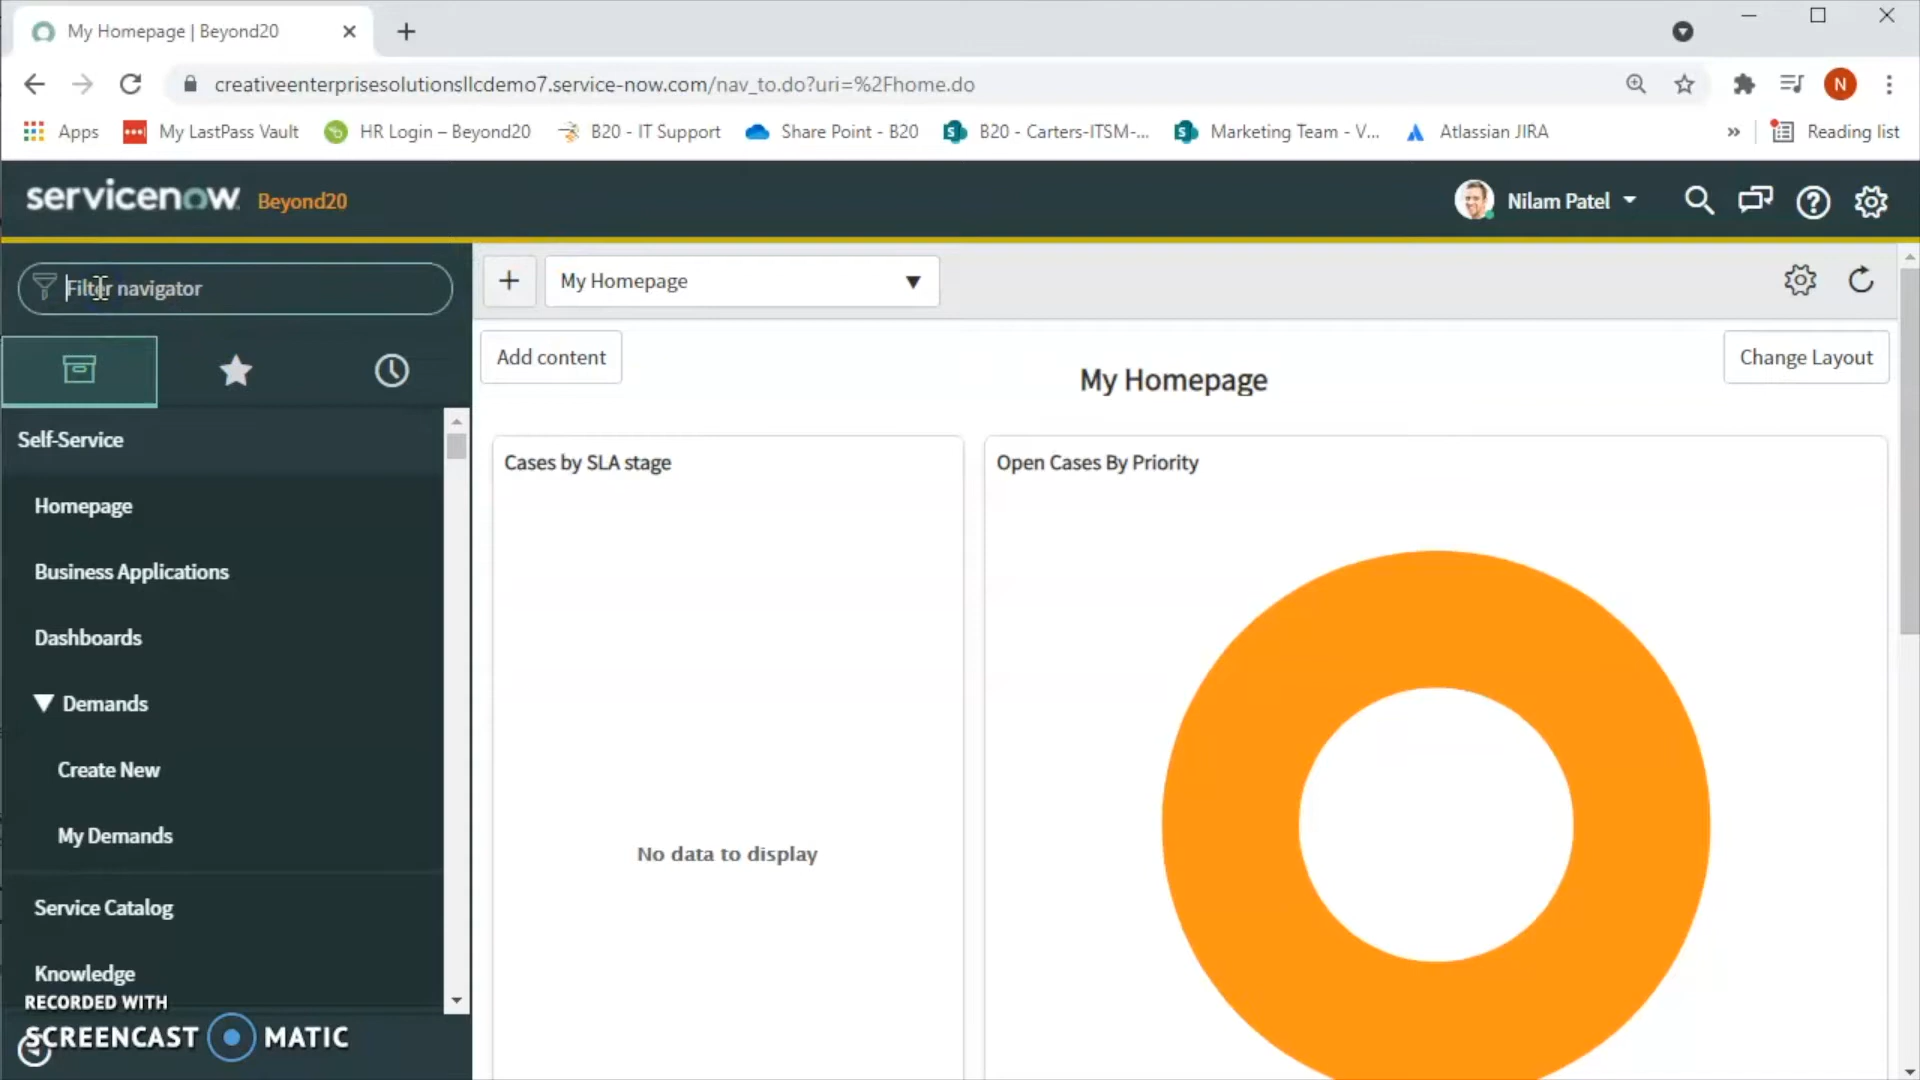 My Homepage | Beyond20
creativeenterprisesolutionsllcdemo7.service-now.com/nav_to.do?uri=%2Fhome.do
N
Apps
My LastPass Vault
HR Login – Beyond20
B20 - IT Support
Share Point - B20
B20 - Carters-ITSM-...
Marketing Team - V...
Atlassian JIRA
»
Reading list
servicenow
Beyond20
Nilam Patel
Filter navigator
My Homepage
Add content
My Homepage
Change Layout
Self-Service
Homepage
Business Applications
Dashboards
Demands
Create New
My Demands
Service Catalog
Knowledge
Cases by SLA stage
No data to display
Open Cases By Priority
RECORDED WITH
SCREENCAST MATIC